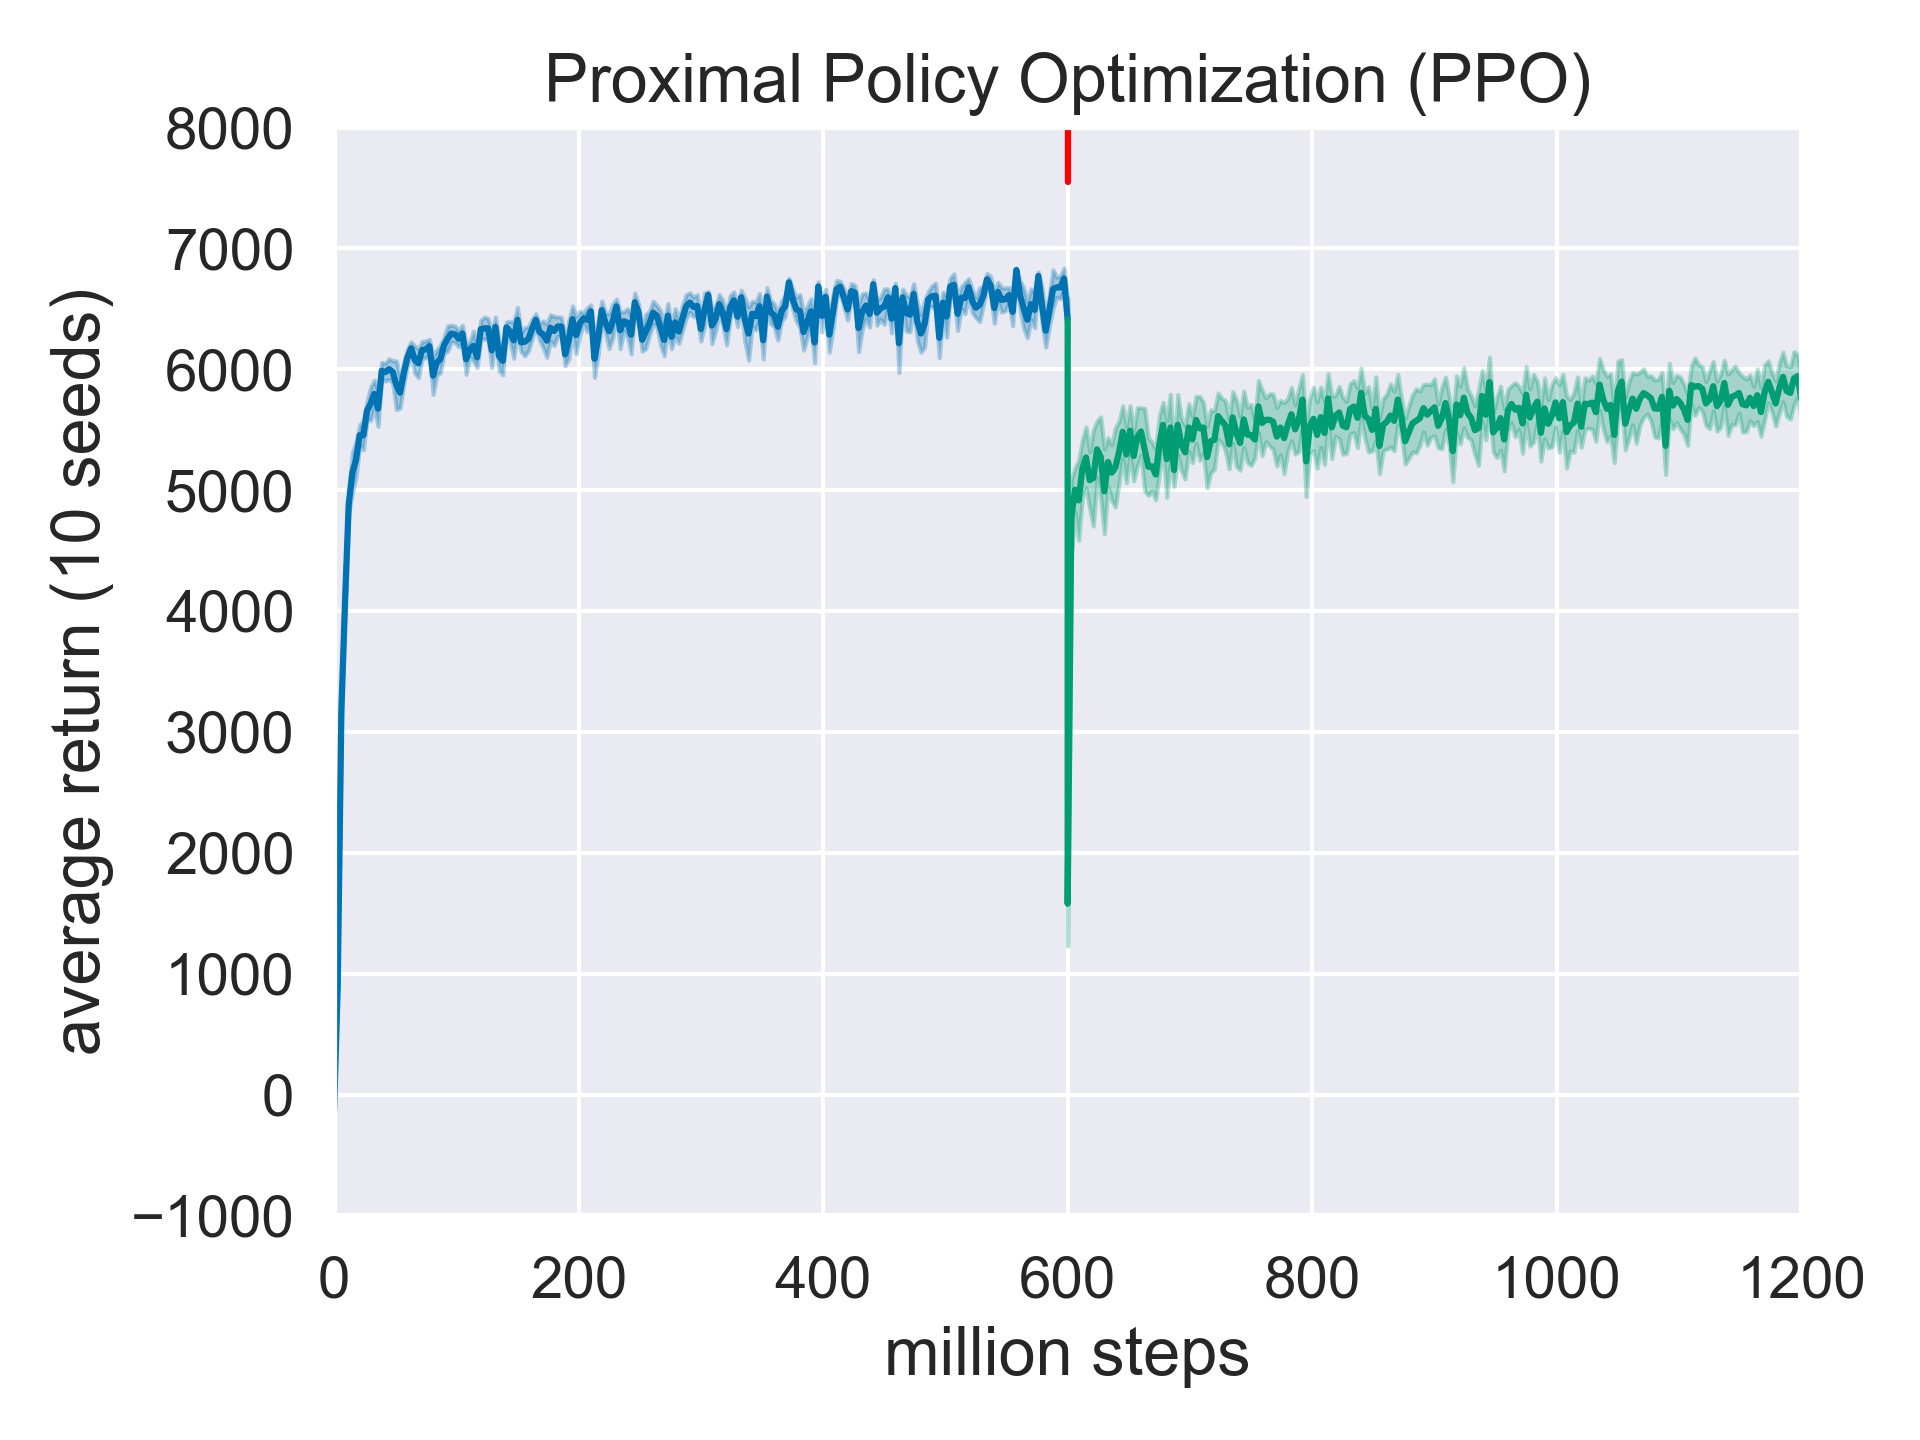 Proximal Policy Optimization (PPO)
8000
7000
6000
5000
4000
3000
2000
1000
0
−1000
average return (10 seeds)
0 200 400 600 800 1000 1200
million steps